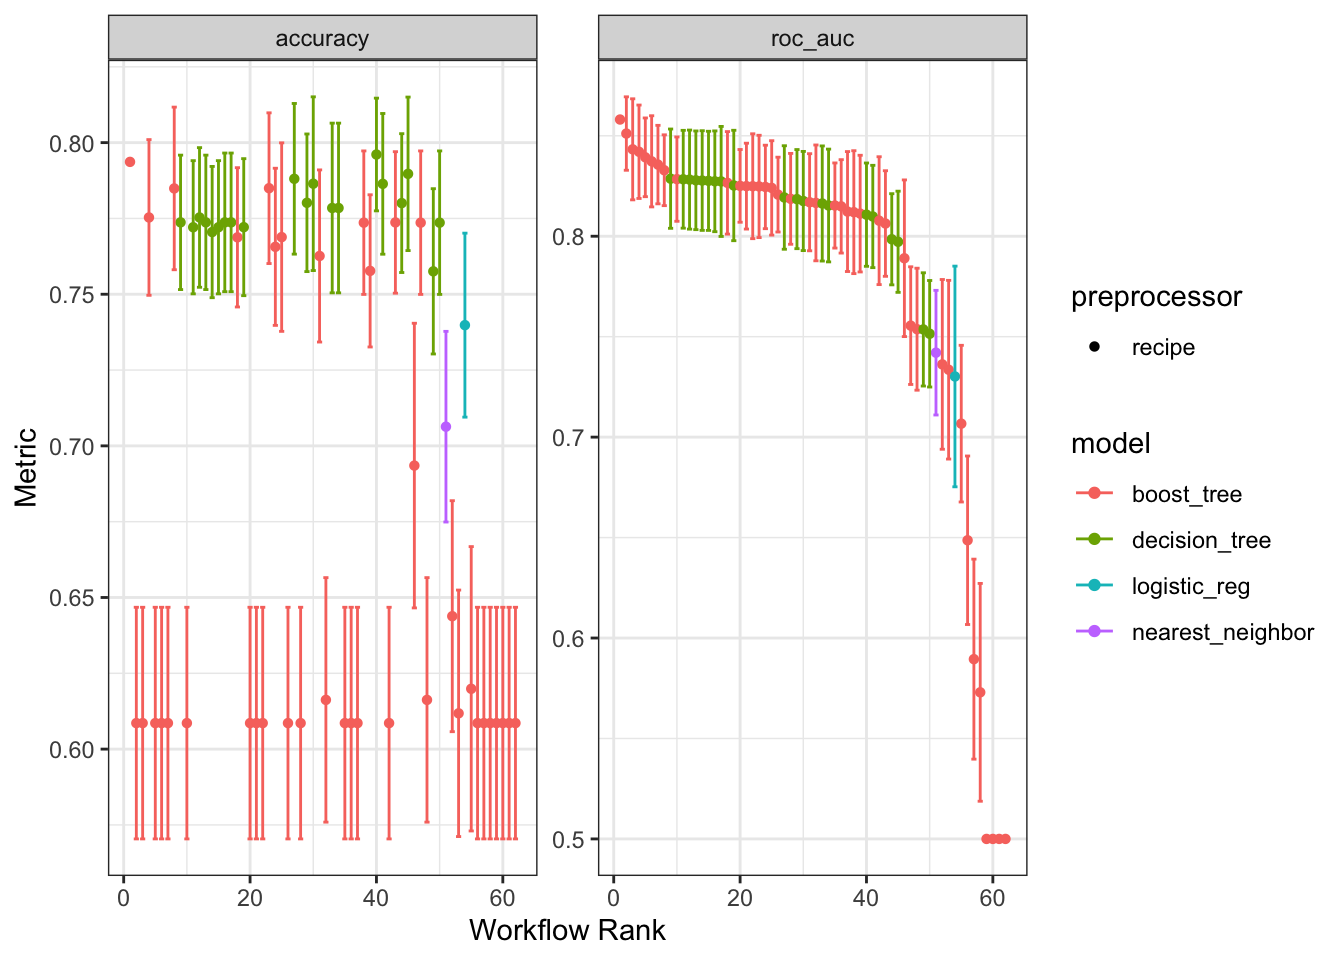 accuracy
roc_auc
0.80
0.75
0.70
0.65
0.60
0.8
0.7
0.6
0.5
0
20
40
60
0
20
40
60
Metric
Workflow Rank
preprocessor
recipe
model
boost_tree
decision_tree
logistic_reg
nearest_neighbor